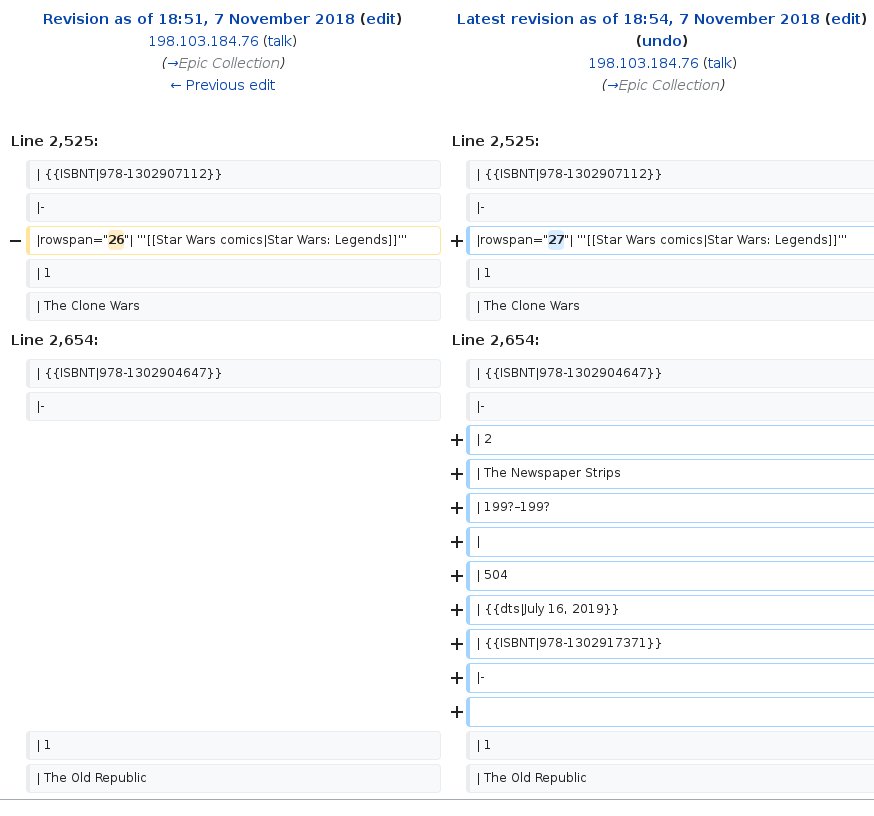 Revision as of 18:51, 7 November 2018 (edit)
198.103.184.76 (talk)
(→Epic Collection)
← Previous edit
Latest revision as of 18:54, 7 November 2018 (edit)
(undo)
198.103.184.76 (talk)
(→Epic Collection)
Line 2,525:
Line 2,525:
| {{ISBNT|978-1302907112}}
| {{ISBNT|978-1302907112}}
|-
|-
− |rowspan="26"| '''[[Star Wars comics|Star Wars: Legends]]'''
+ |rowspan="27"| '''[[Star Wars comics|Star Wars: Legends]]'''
| 1
| 1
| The Clone Wars
| The Clone Wars
Line 2,654:
Line 2,654:
| {{ISBNT|978-1302904647}}
| {{ISBNT|978-1302904647}}
|-
|-
+ | 2
+ | The Newspaper Strips
+ | 199?–199?
+ |
+ | 504
+ | {{dts|July 16, 2019}}
+ | {{ISBNT|978-1302917371}}
+ |-
+
| 1
| 1
| The Old Republic
| The Old Republic